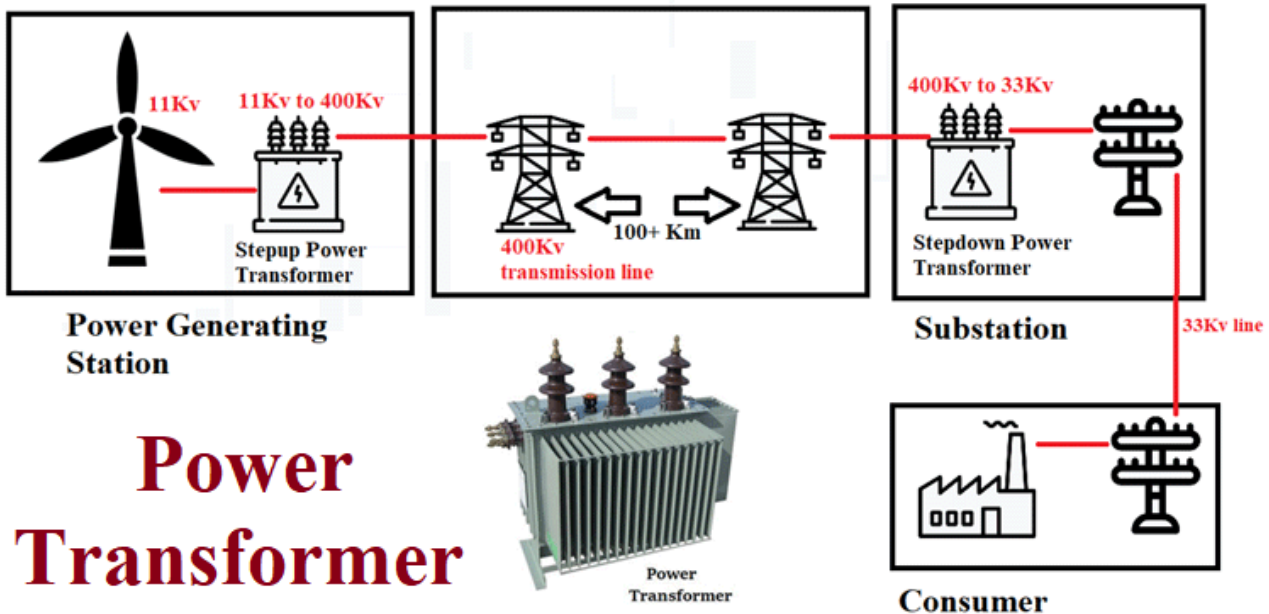 11Kv
11Kv to 400Kv
Stepup Power
Transformer
Power Generating
Station
400Kv
transmission line
100+ Km
400Kv to 33Kv
Stepdown Power
Transformer
Substation
33Kv line
Power
Transformer
Power
Transformer
Consumer